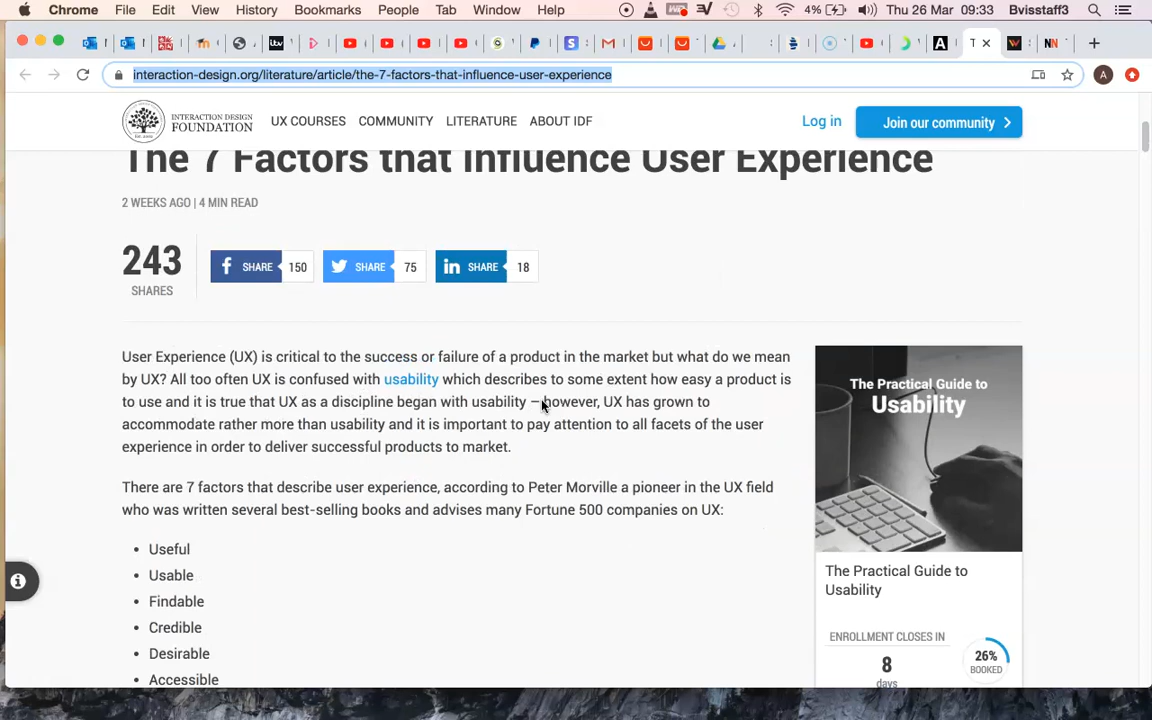 Chrome File Edit View History Bookmarks People Tab Window Help 4% Thu 26 Mar 09:33 Bvisstaff3
interaction-design.org/literature/article/the-7-factors-that-influence-user-experience
INTERACTION DESIGN
FOUNDATION
UX COURSES COMMUNITY LITERATURE ABOUT IDF
Log in
Join our community
The 7 Factors that Influence User Experience
2 WEEKS AGO | 4 MIN READ
243
SHARES
SHARE 150
SHARE 75
SHARE 18
User Experience (UX) is critical to the success or failure of a product in the market but what do we mean
by UX? All too often UX is confused with usability which describes to some extent how easy a product is
to use and it is true that UX as a discipline began with usability – however, UX has grown to
accommodate rather more than usability and it is important to pay attention to all facets of the user
experience in order to deliver successful products to market.
There are 7 factors that describe user experience, according to Peter Morville a pioneer in the UX field
who was written several best-selling books and advises many Fortune 500 companies on UX:
• Useful
• Usable
• Findable
• Credible
• Desirable
• Accessible
The Practical Guide to
Usability
The Practical Guide to
Usability
ENROLLMENT CLOSES IN
8
days
26%
BOOKED